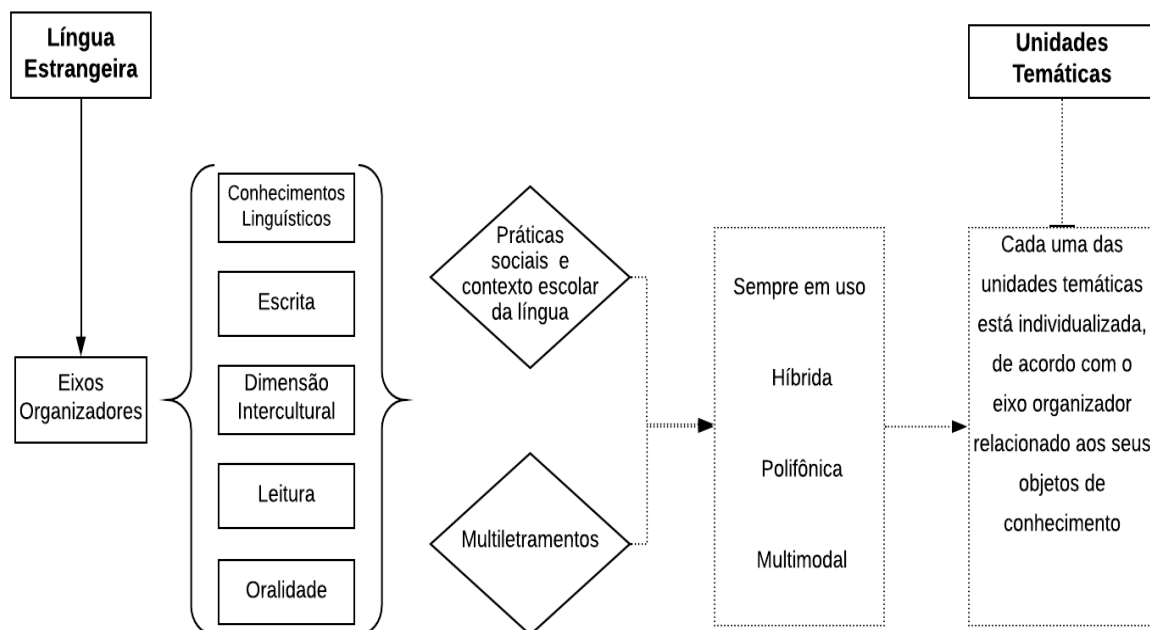 Língua
Estrangeira
Eixos
Organizadores
Conhecimentos
Linguísticos
Escrita
Dimensão
Intercultural
Leitura
Oralidade
Práticas
sociais e
contexto escolar
da língua
Multiletramentos
Sempre em uso
Híbrida
Polifônica
Multimodal
Unidades
Temáticas
Cada uma das
unidades temáticas
está individualizada,
de acordo com o
eixo organizador
relacionado aos seus
objetos de
conhecimento